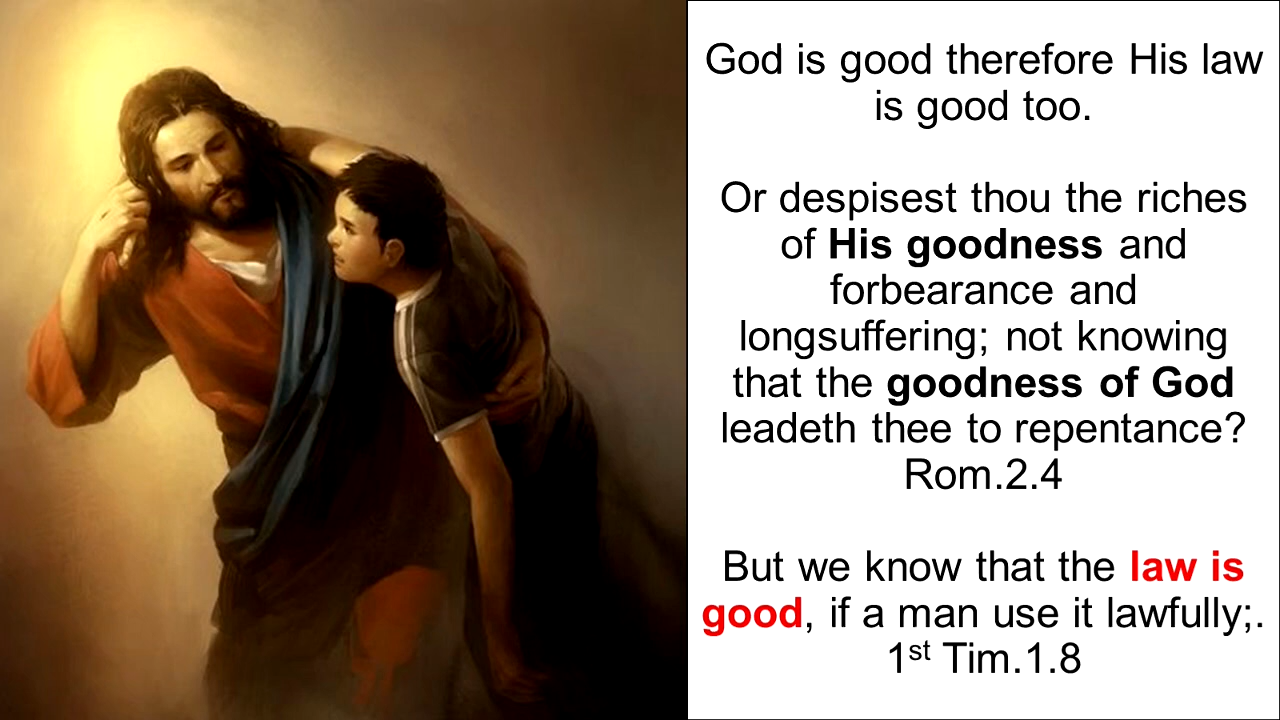 God is good therefore His law
is good too.
Or despisest thou the riches
of His goodness and
forbearance and
longsuffering; not knowing
that the goodness of God
leadeth thee to repentance?
Rom.2.4
But we know that the law is
good, if a man use it lawfully;.
1st Tim.1.8